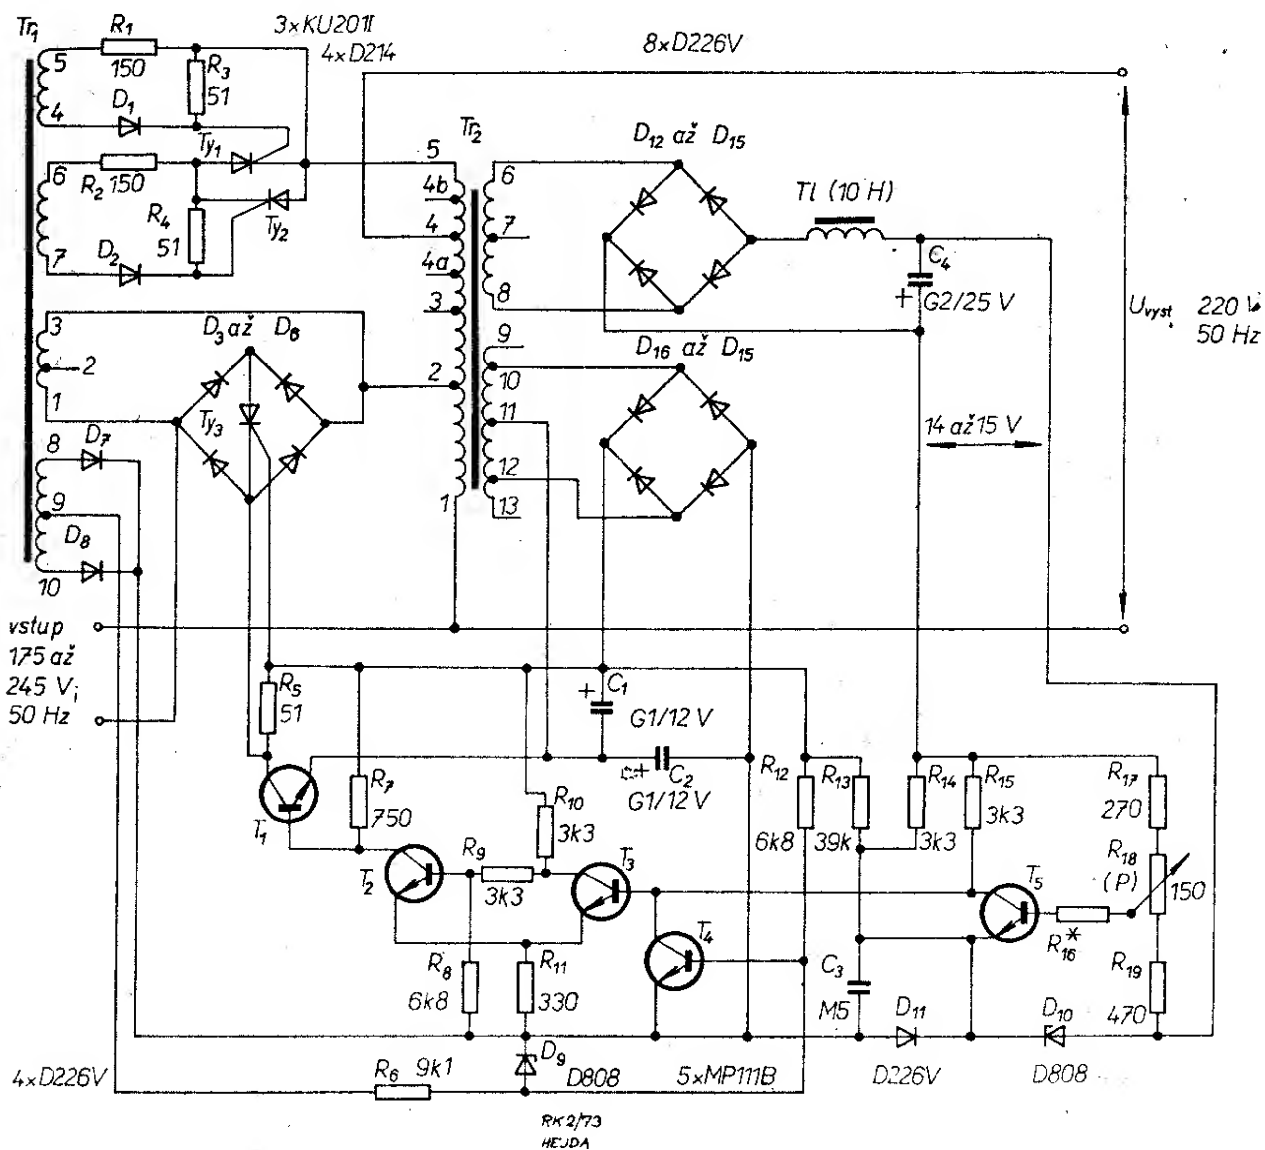 Tr1
R1
150
3×KU201I
4×D214
8×D226V
5
R3
51
4
D1
Ty1
6
R2 150
R4
51
Ty2
7
D2
Tr2
5
4b
4
4a
3
2
1
6
7
8
9
10
11
12
13
D12 až D15
Tl (10 H)
C4
+ G2/25 V
Uvyst. 220 V
50 Hz
3
2
1
D3 až D6
Ty3
D16 až D15
14 až 15 V
8
D7
9
D8
10
vstup
175 až
245 V,
50 Hz
R5
51
+ C1
G1/12 V
+ C2
G1/12 V
T1
R7
750
R10
3k3
R12
6k8
R13
39k
R14
3k3
R15
3k3
R17
270
T2
R9
3k3
T3
T5
R18
(P)
150
R16*
T4
R8
6k8
R11
330
C3
M5
D11
D10
R19
470
4×D226V
R6 9k1
D9
D808
5×MP111B
D226V
D808
RK 2/73
HEJDA